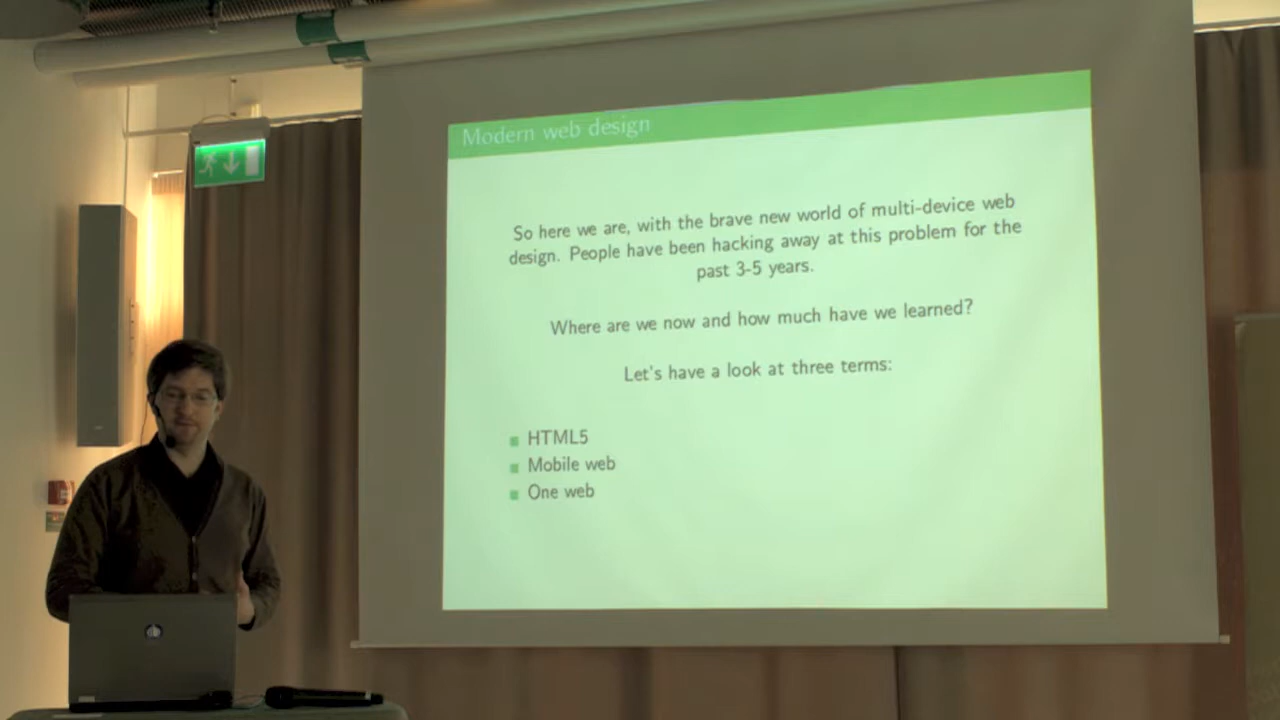 Modern web design
So here we are, with the brave new world of multi-device web
design. People have been hacking away at this problem for the
past 3-5 years.
Where are we now and how much have we learned?
Let's have a look at three terms:
HTML5
Mobile web
One web